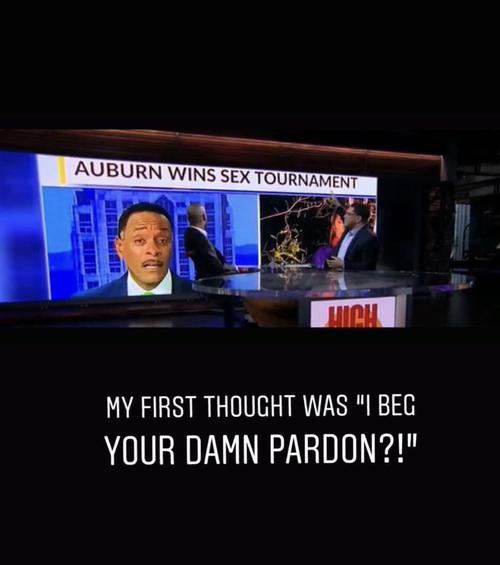 AUBURN WINS SEX TOURNAMENT
HIGH
MY FIRST THOUGHT WAS "I BEG
YOUR DAMN PARDON?!"